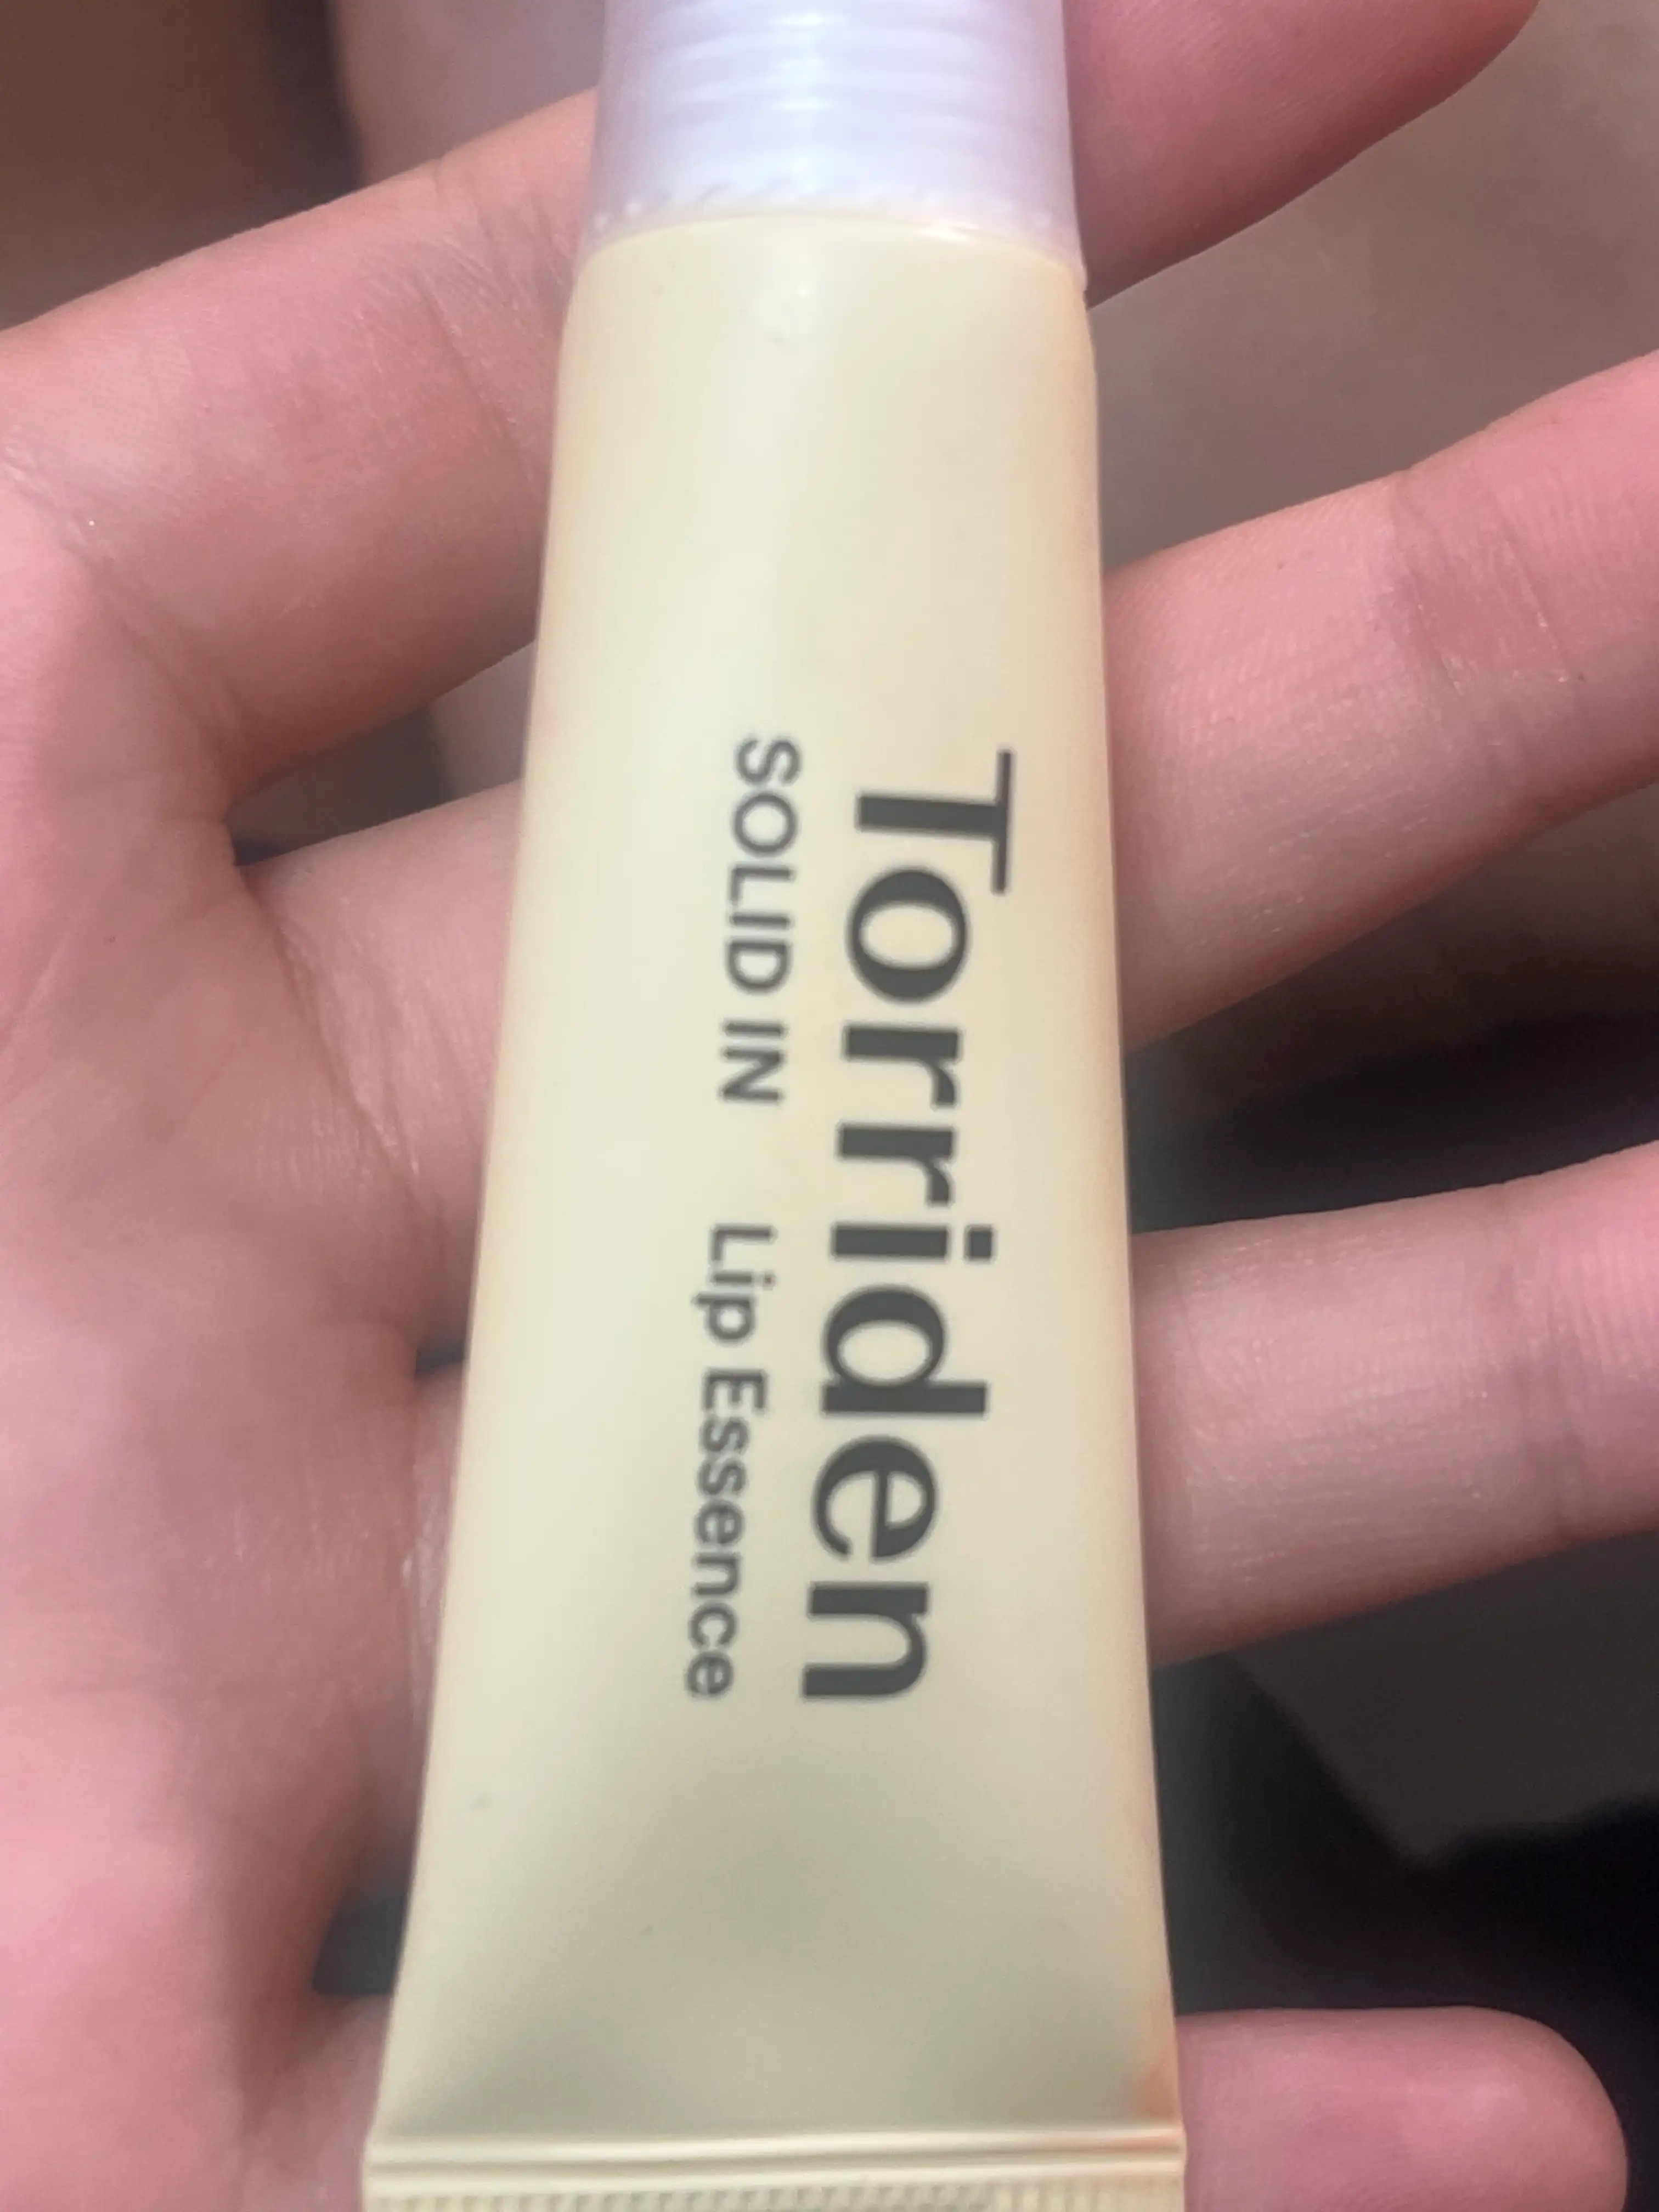 Torriden
SOLID IN Lip Essence